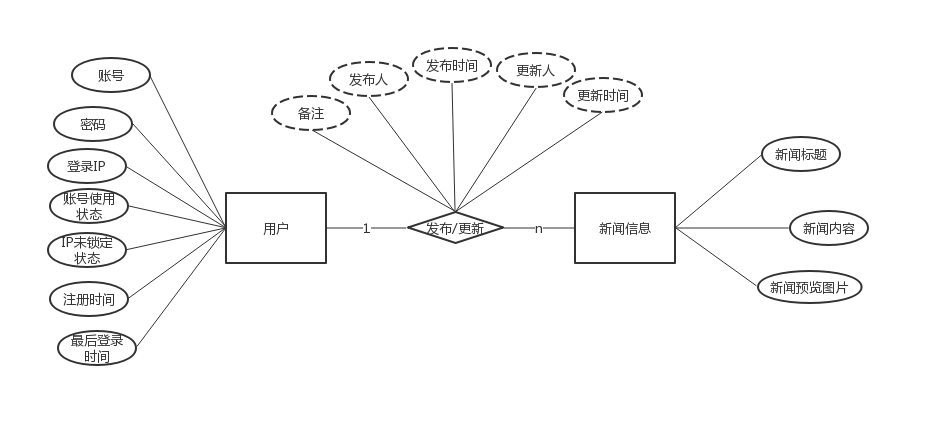 账号
密码
登录IP
账号使用
状态
IP未锁定
状态
注册时间
最后登录
时间
用户
1
备注
发布人
发布时间
更新人
更新时间
发布/更新
n
新闻信息
新闻标题
新闻内容
新闻预览图片